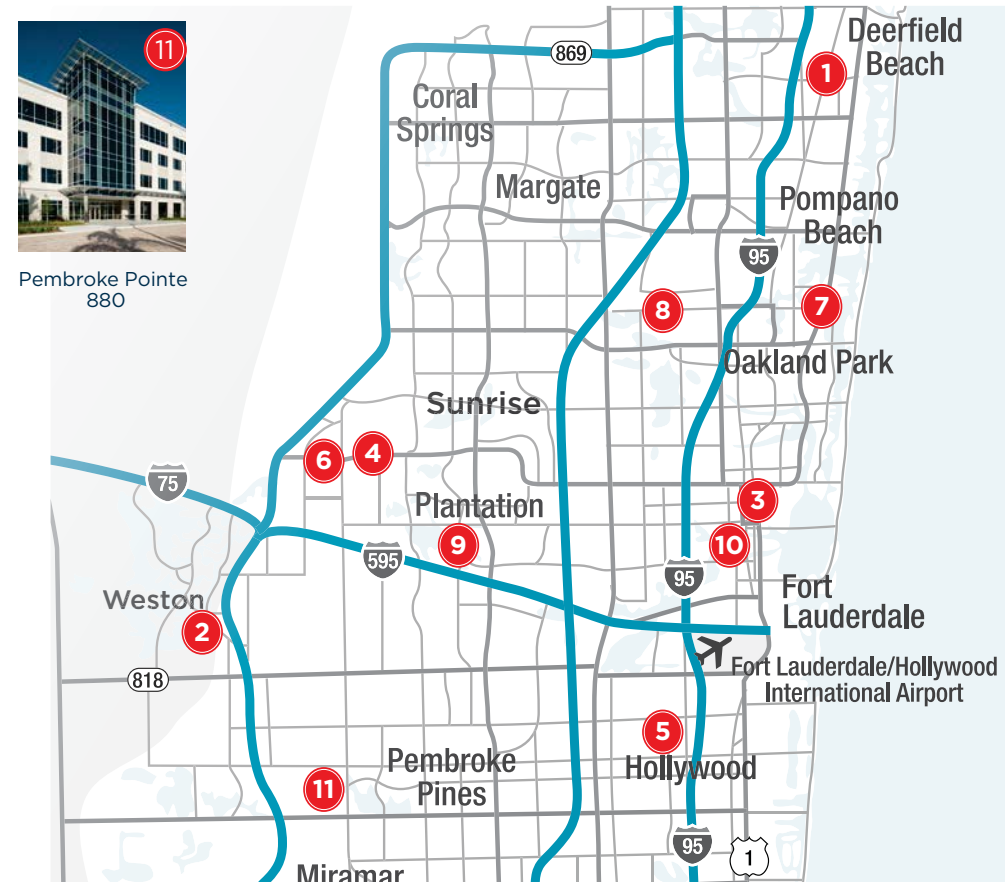 11
Pembroke Pointe
880
869
Deerfield
Beach
1
Coral
Springs
Margate
Pompano
Beach
95
8
7
Oakland Park
Sunrise
6
4
75
Plantation
3
9
10
595
95
Weston
2
Fort
Lauderdale
818
Fort Lauderdale/Hollywood
International Airport
5
Hollywood
Pembroke
Pines
11
95
1
Miramar